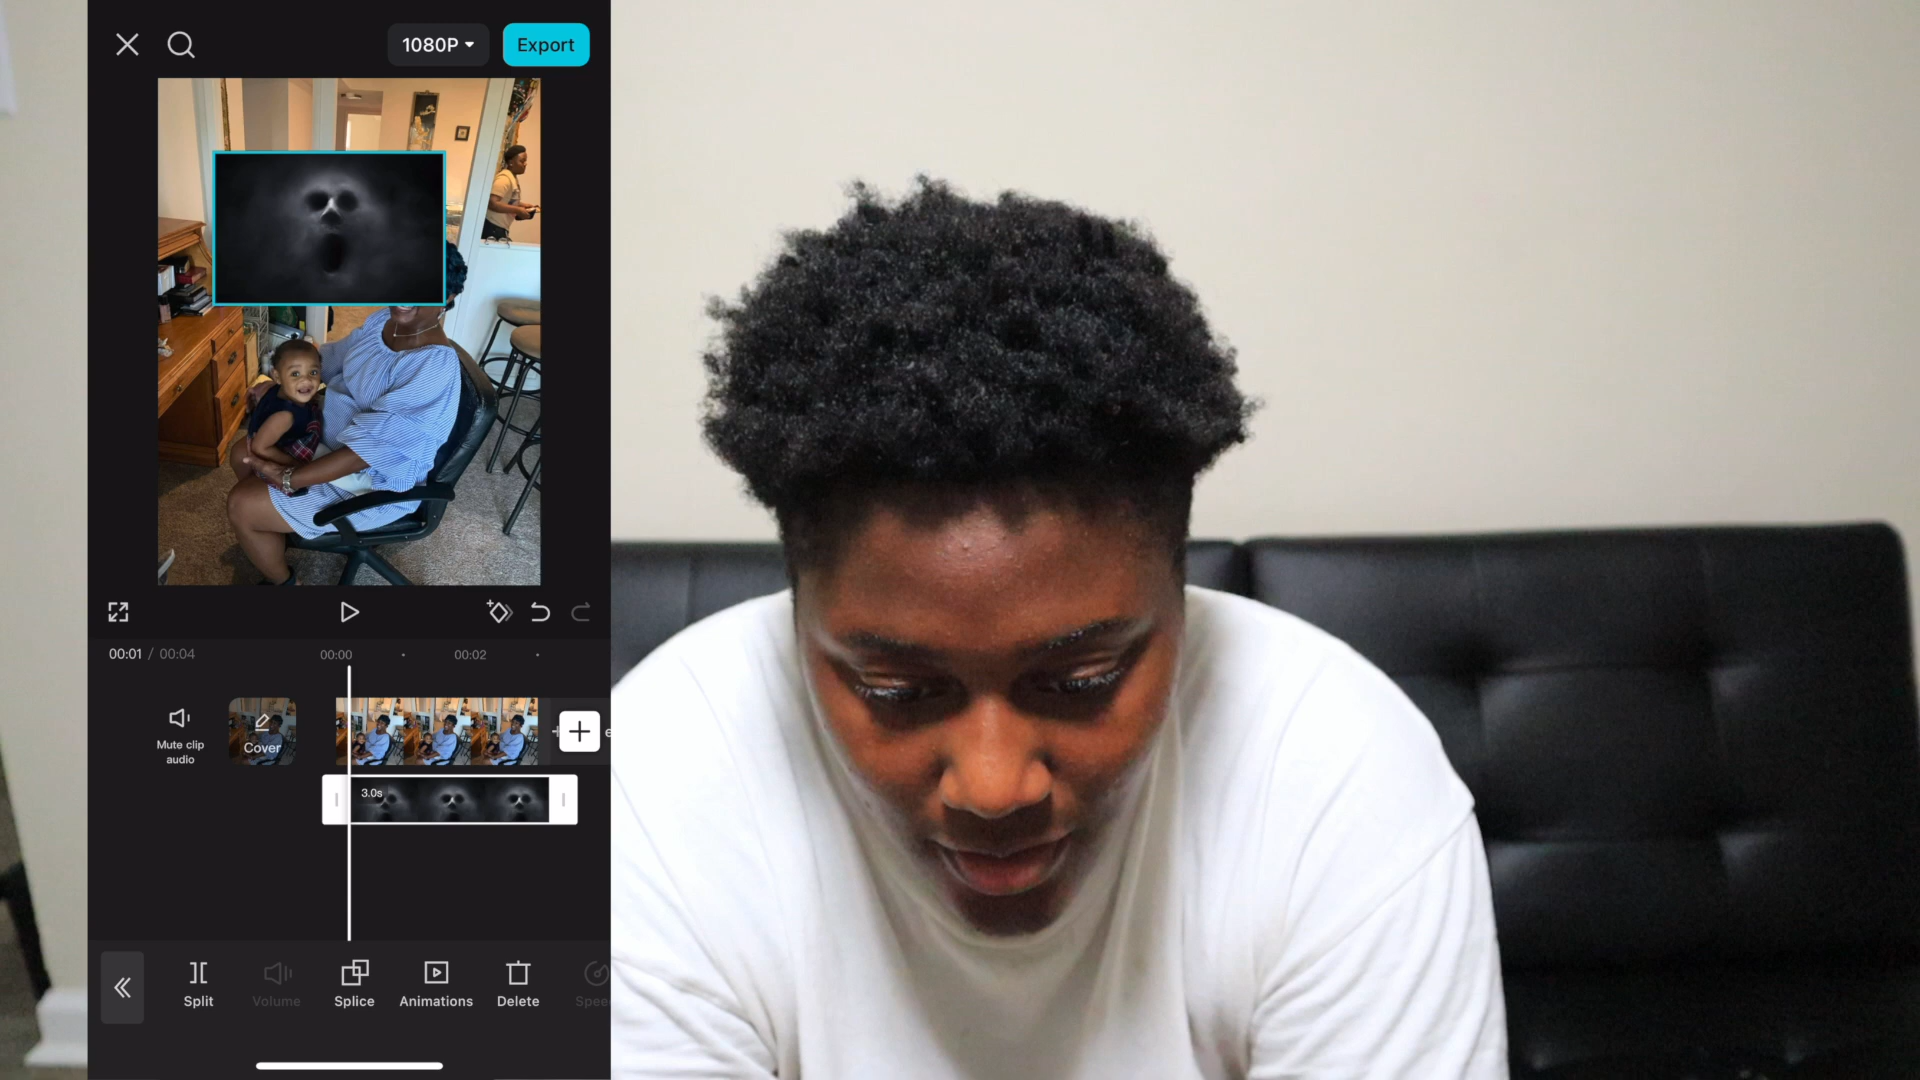 1080P
Export
00:01 / 00:04
00:00
00:02
Mute clip
audio
Cover
3.0s
Split
Volume
Splice
Animations
Delete